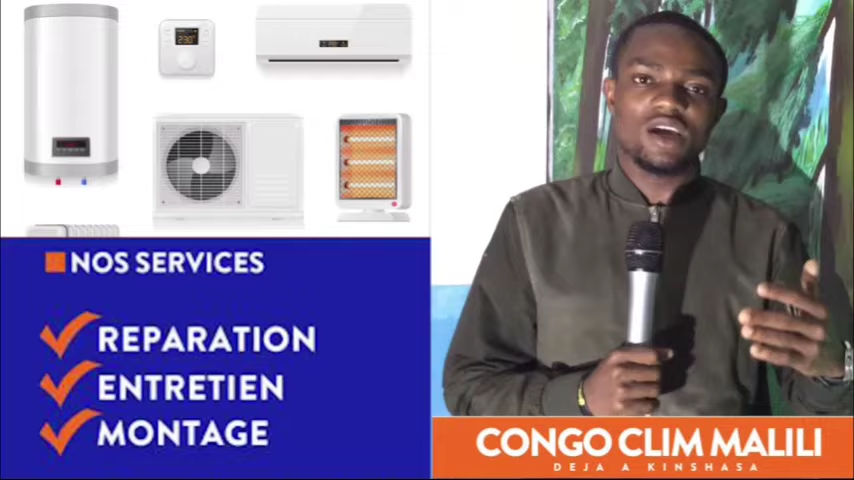 NOS SERVICES
REPARATION
ENTRETIEN
MONTAGE
CONGO CLIM MALILI
DEJA A KINSHASA